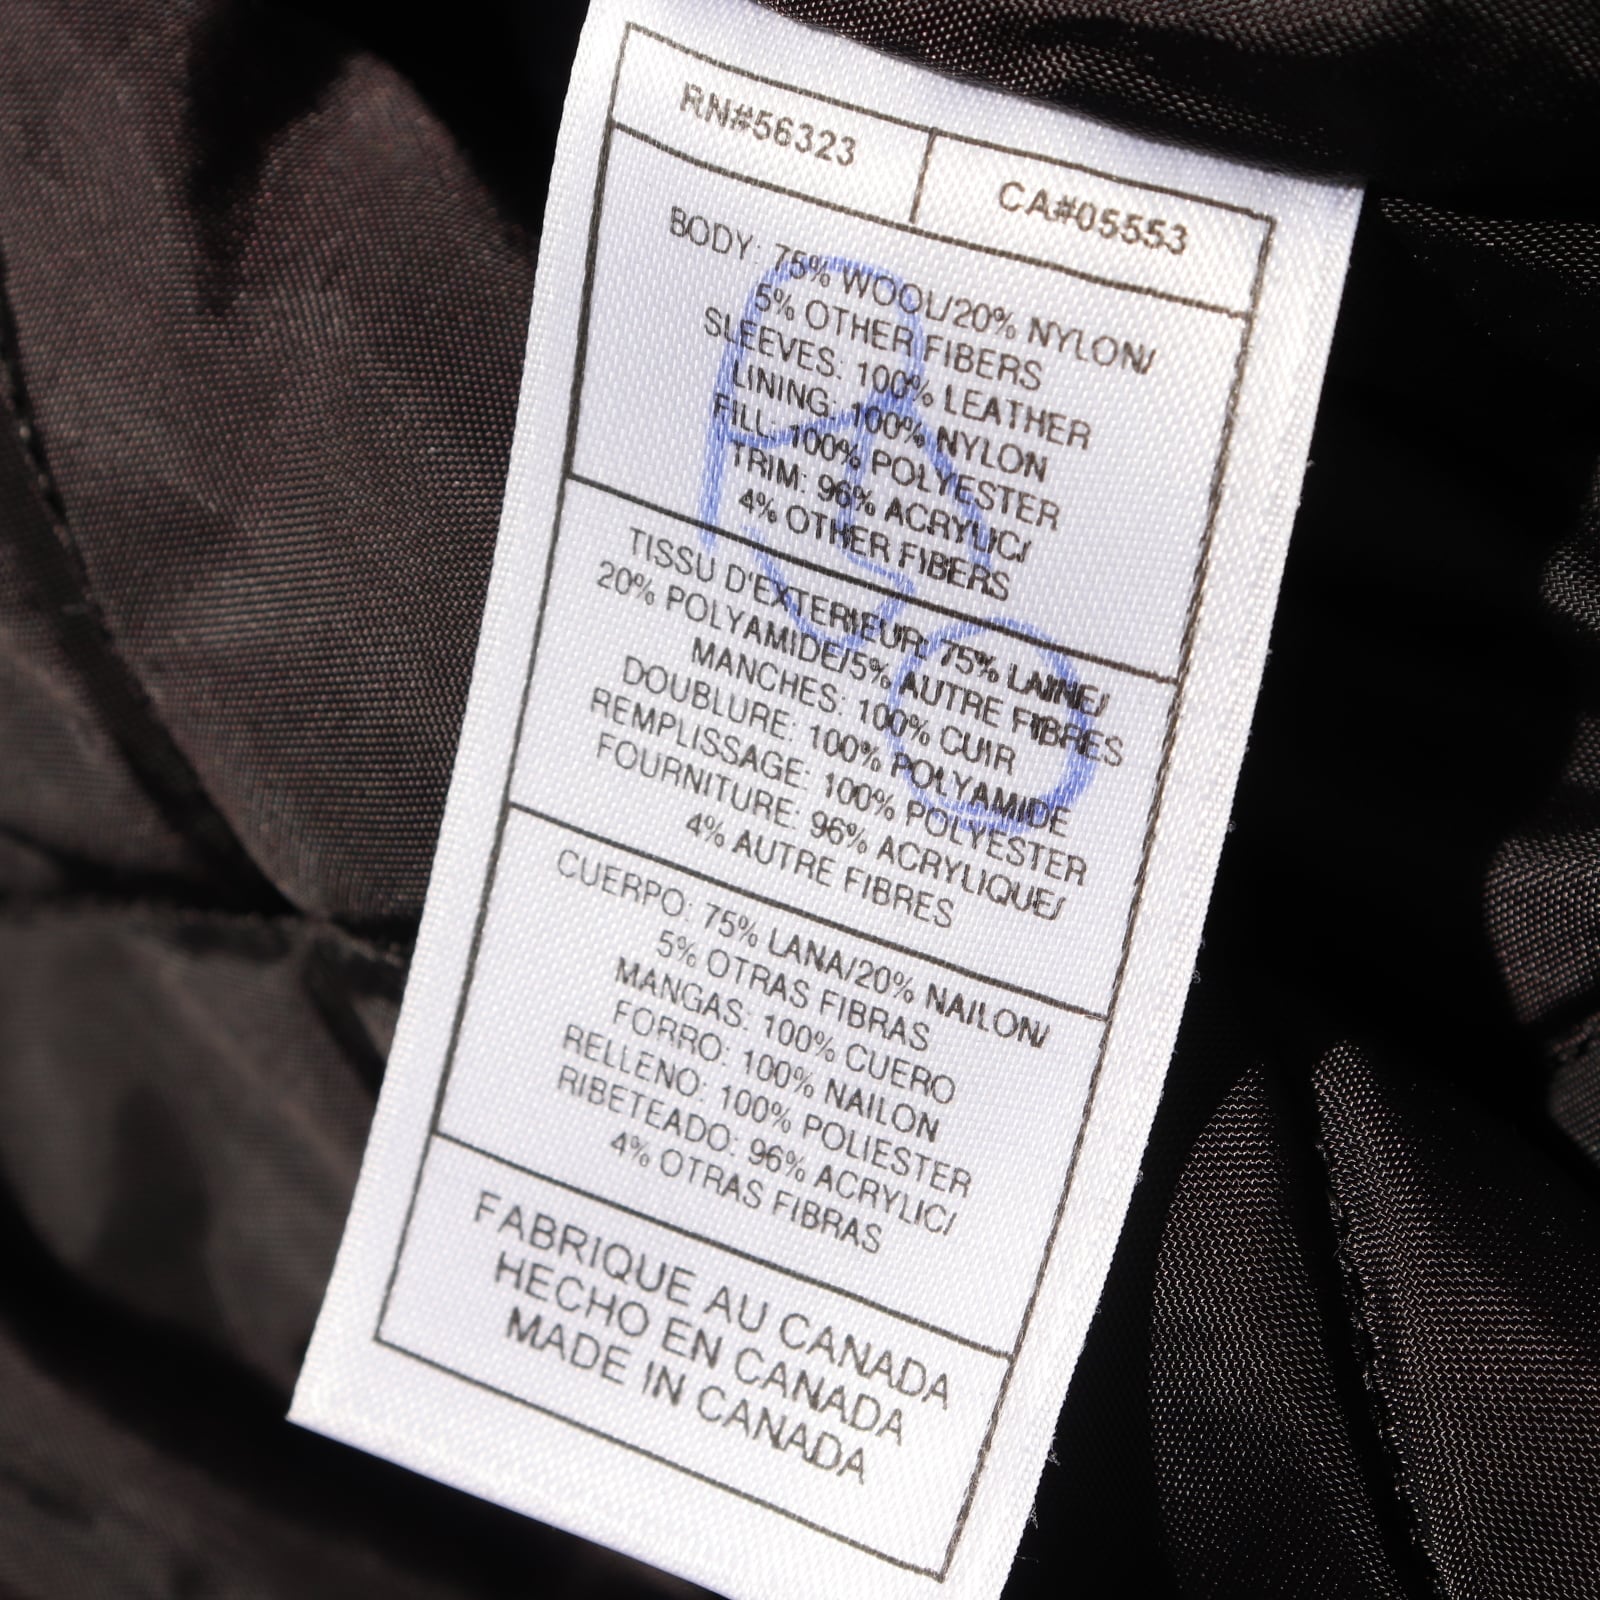 RN#56323
CA#05553
BODY: 75% WOOL/20% NYLON/
5% OTHER FIBERS
SLEEVES: 100% LEATHER
LINING: 100% NYLON
FILL: 100% POLYESTER
TRIM: 96% ACRYLIC/
4% OTHER FIBERS
TISSU D'EXTERIEUR: 75% LAINE/
20% POLYAMIDE/5% AUTRE FIBRES
MANCHES: 100% CUIR
DOUBLURE: 100% POLYAMIDE
REMPLISSAGE: 100% POLYESTER
FOURNITURE: 96% ACRYLIQUE/
4% AUTRE FIBRES
CUERPO: 75% LANA/20% NAILON/
5% OTRAS FIBRAS
MANGAS: 100% CUERO
FORRO: 100% NAILON
RELLENO: 100% POLIESTER
RIBETEADO: 96% ACRYLIC/
4% OTRAS FIBRAS
FABRIQUE AU CANADA
HECHO EN CANADA
MADE IN CANADA